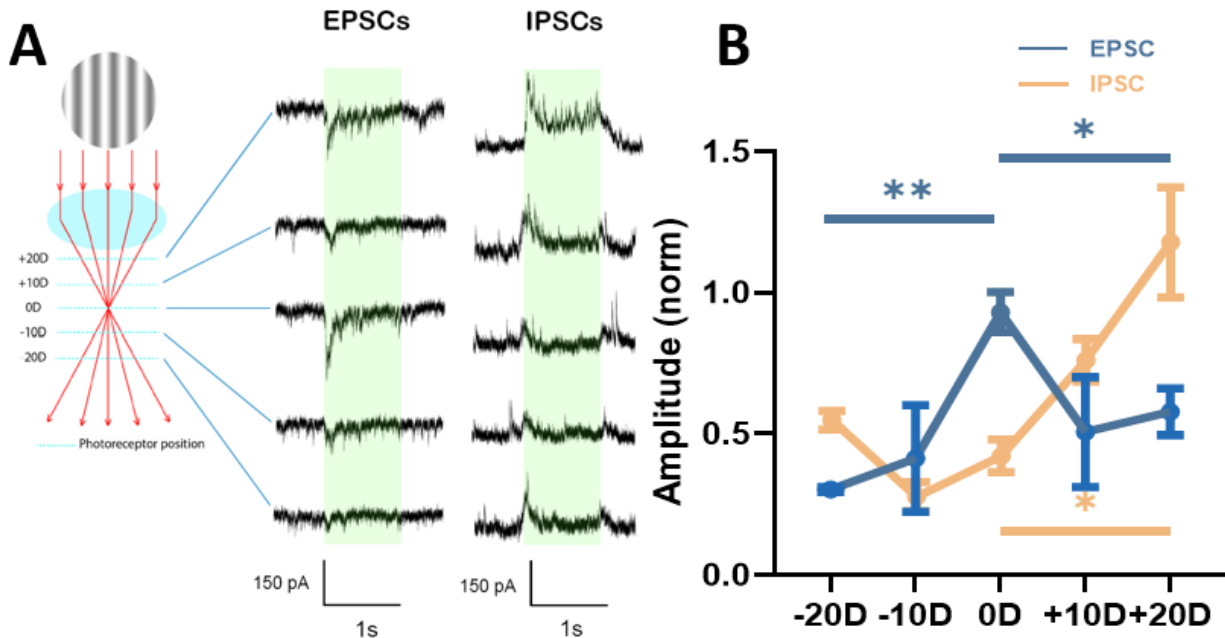 A
EPSCs
IPSCs
+20D
+10D
0D
-10D
-20D
Photoreceptor position
150 pA
1s
150 pA
1s
B
EPSC
IPSC
*
**
*
Amplitude (norm)
1.5
1.0
0.5
0.0
-20D -10D 0D +10D +20D